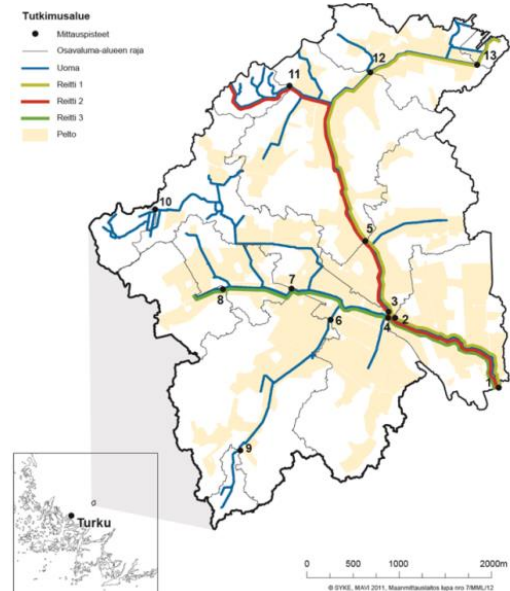 Tutkimusalue
Mittauspisteet
Osavaluma-alueen raja
Uoma
Reitti 1
Reitti 2
Reitti 3
Pelto
13
12
11
10
5
7
8
3
4
2
6
1
9
Turku
0 500 1000 2000m
© SYKE, MAVI 2011, Maanmittauslaitos lupa nro 7/MML/12